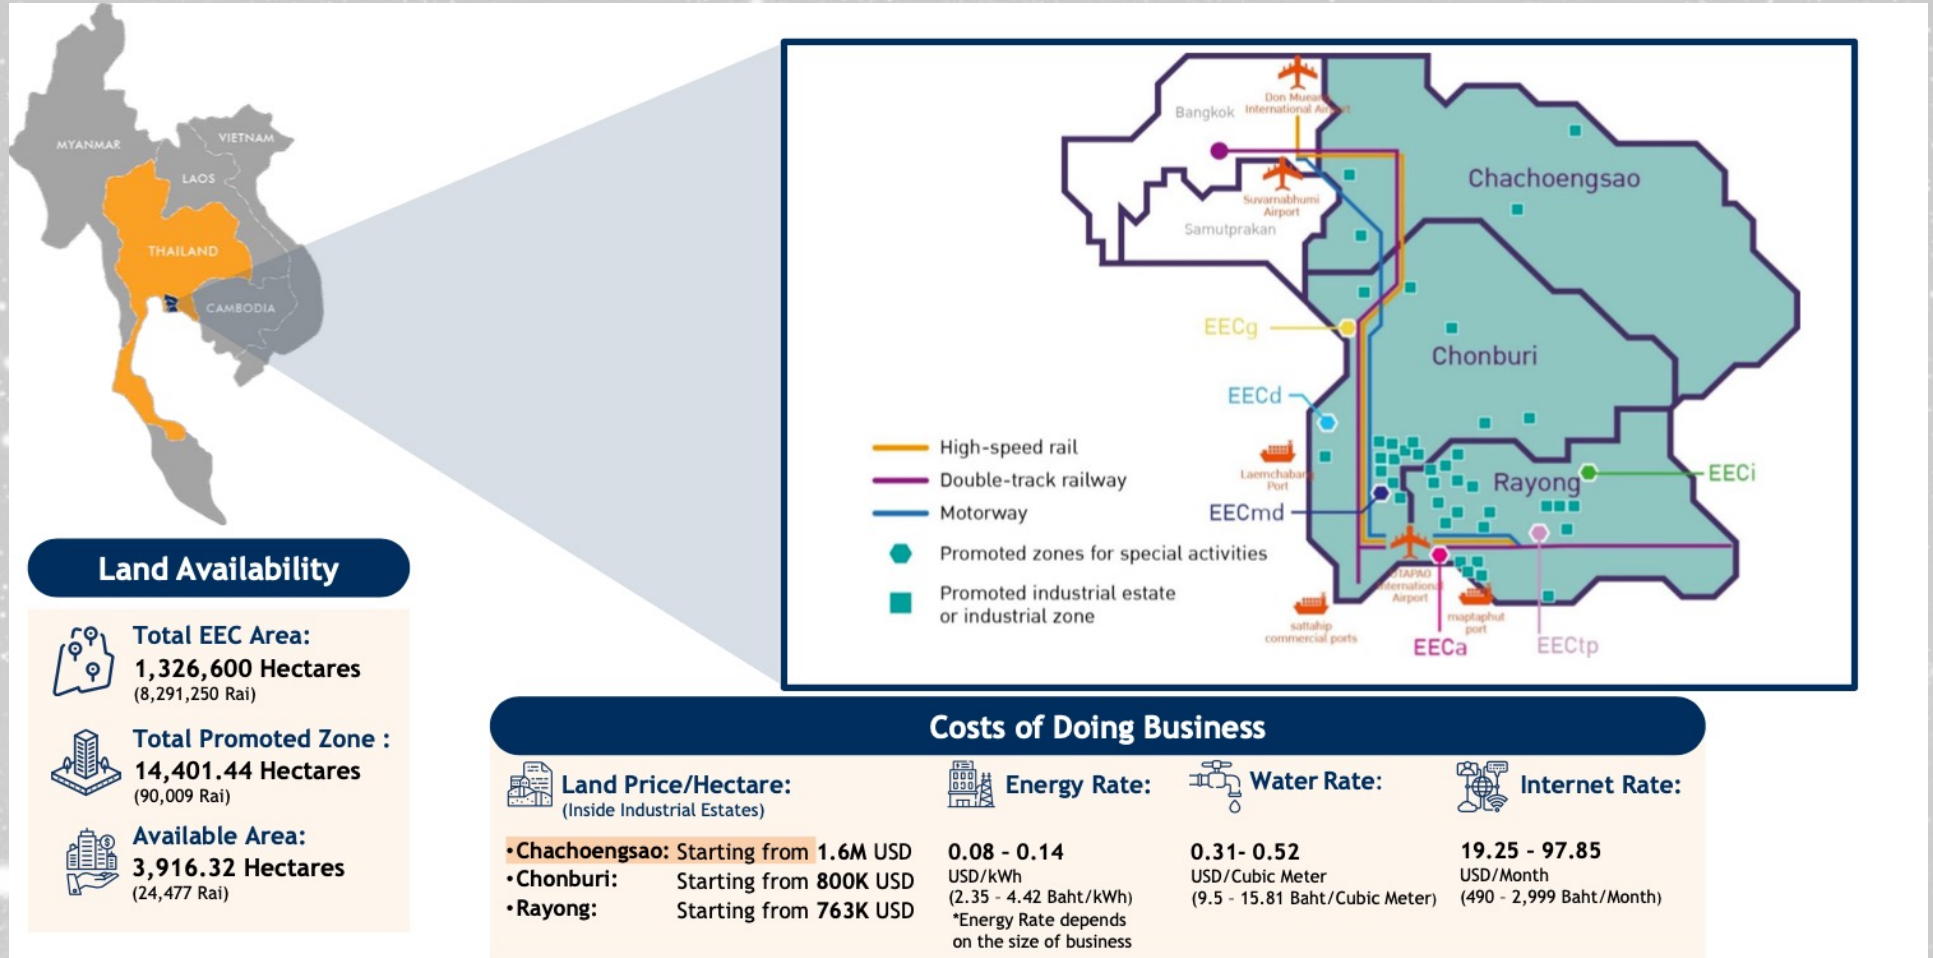 MYANMAR
VIETNAM
LAOS
THAILAND
CAMBODIA
Don Mueang
International Airport
Bangkok
Chachoengsao
Suvarnabhumi
Airport
Samutprakan
EECg
Chonburi
EECd
High-speed rail
Laemchabang
Port
Double-track railway
Rayong
EECi
Motorway
EECmd
Promoted zones for special activities
UTAPAO
International
Airport
Promoted industrial estate
or industrial zone
sattahip
commercial ports
maptaphut
port
EECa
EECtp
Land Availability
Total EEC Area:
1,326,600 Hectares
(8,291,250 Rai)
Total Promoted Zone :
14,401.44 Hectares
(90,009 Rai)
Available Area:
3,916.32 Hectares
(24,477 Rai)
Costs of Doing Business
Land Price/Hectare:
(Inside Industrial Estates)
•Chachoengsao: Starting from 1.6M USD
•Chonburi: Starting from 800K USD
•Rayong: Starting from 763K USD
Energy Rate:
0.08 - 0.14
USD/kWh
(2.35 - 4.42 Baht/kWh)
*Energy Rate depends
on the size of business
Water Rate:
0.31- 0.52
USD/Cubic Meter
(9.5 - 15.81 Baht/Cubic Meter)
Internet Rate:
19.25 - 97.85
USD/Month
(490 - 2,999 Baht/Month)